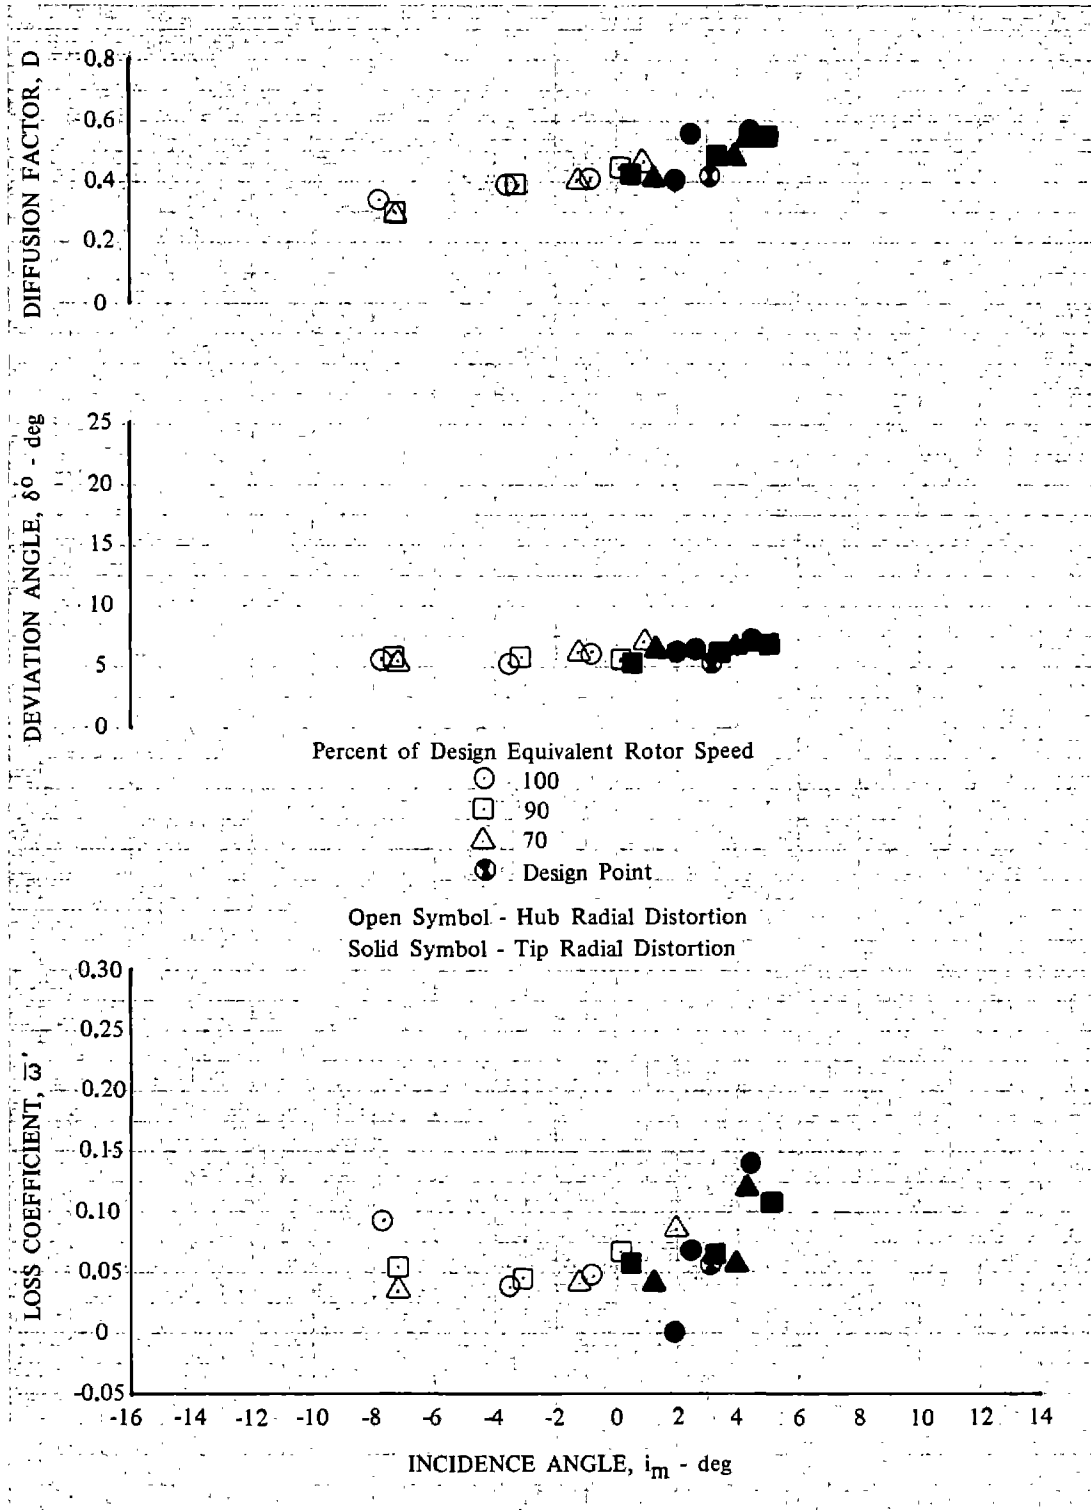 DIFFUSION FACTOR, D
0.8
0.6
0.4
0.2
0
DEVIATION ANGLE, δ° - deg
25
20
15
10
5
0
Percent of Design Equivalent Rotor Speed
100
90
70
Design Point
Open Symbol - Hub Radial Distortion
Solid Symbol - Tip Radial Distortion
LOSS COEFFICIENT, ω̅'
0.30
0.25
0.20
0.15
0.10
0.05
0
-0.05
-16 -14 -12 -10 -8 -6 -4 -2 0 2 4 6 8 10 12 14
INCIDENCE ANGLE, iₘ - deg